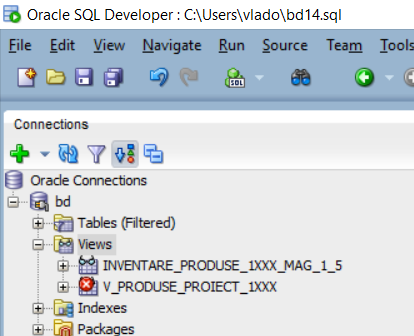 Oracle SQL Developer : C:\Users\vlado\bd14.sql
File Edit View Navigate Run Source Team Tools
SQL
Connections
Oracle Connections
bd
Tables (Filtered)
Views
INVENTARE_PRODUSE_1XXX_MAG_1_5
V_PRODUSE_PROIECT_1XXX
Indexes
Packages